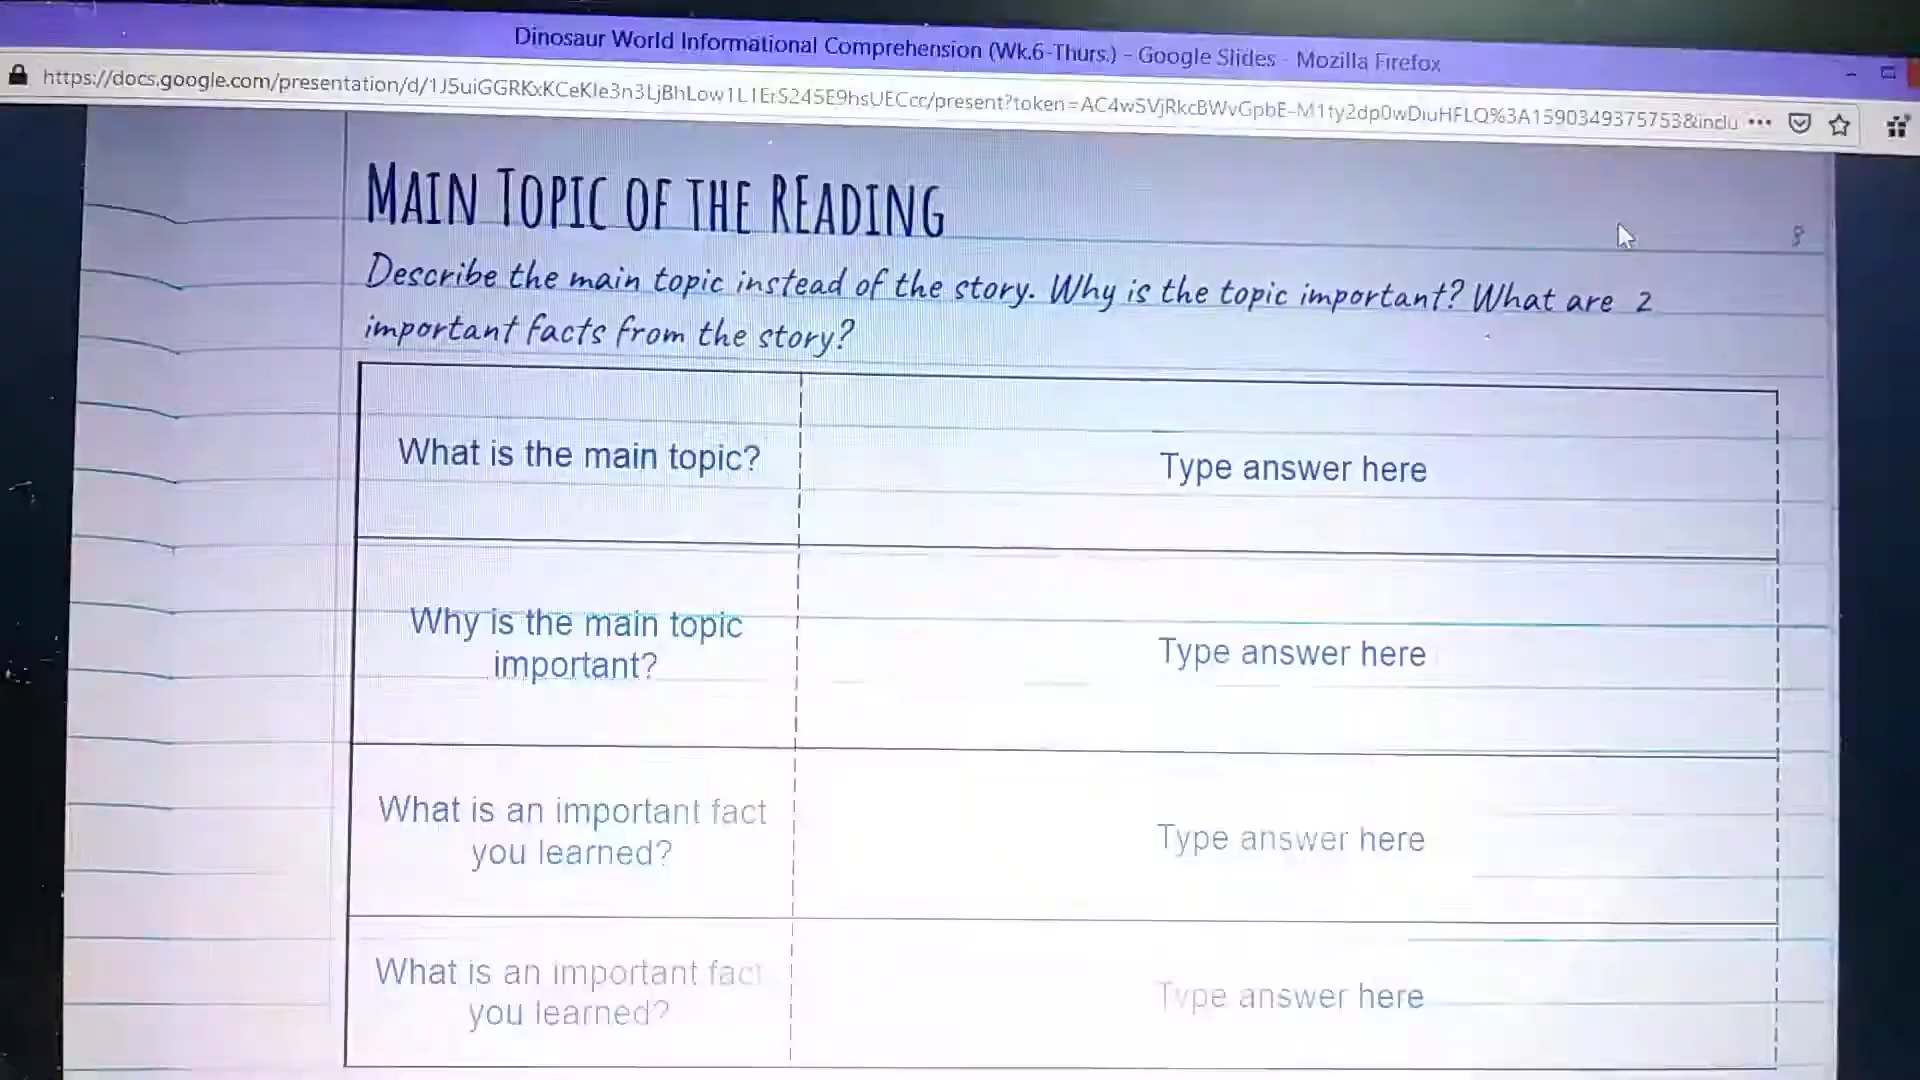 Dinosaur World Informational Comprehension (Wk.6-Thurs.) - Google Slides - Mozilla Firefox
Main Topic of the Reading
8
Describe the main topic instead of the story. Why is the topic important? What are 2
important facts from the story?
What is the main topic?
Type answer here
Why is the main topic
important?
Type answer here
What is an important fact
you learned?
Type answer here
What is an important fact
you learned?
Type answer here